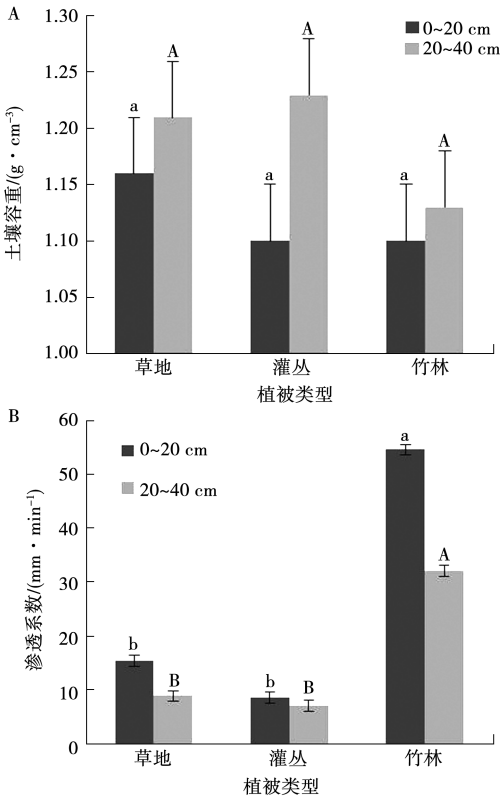 A
1.30
1.25
1.20
1.15
1.10
1.05
1.00
土壤容重/(g·cm⁻³)
0~20 cm
20~40 cm
a
A
a
A
a
A
草地
灌丛
竹林
植被类型
B
60
50
40
30
20
10
0
渗透系数/(mm·min⁻¹)
0~20 cm
20~40 cm
b
B
b
B
a
A
草地
灌丛
竹林
植被类型